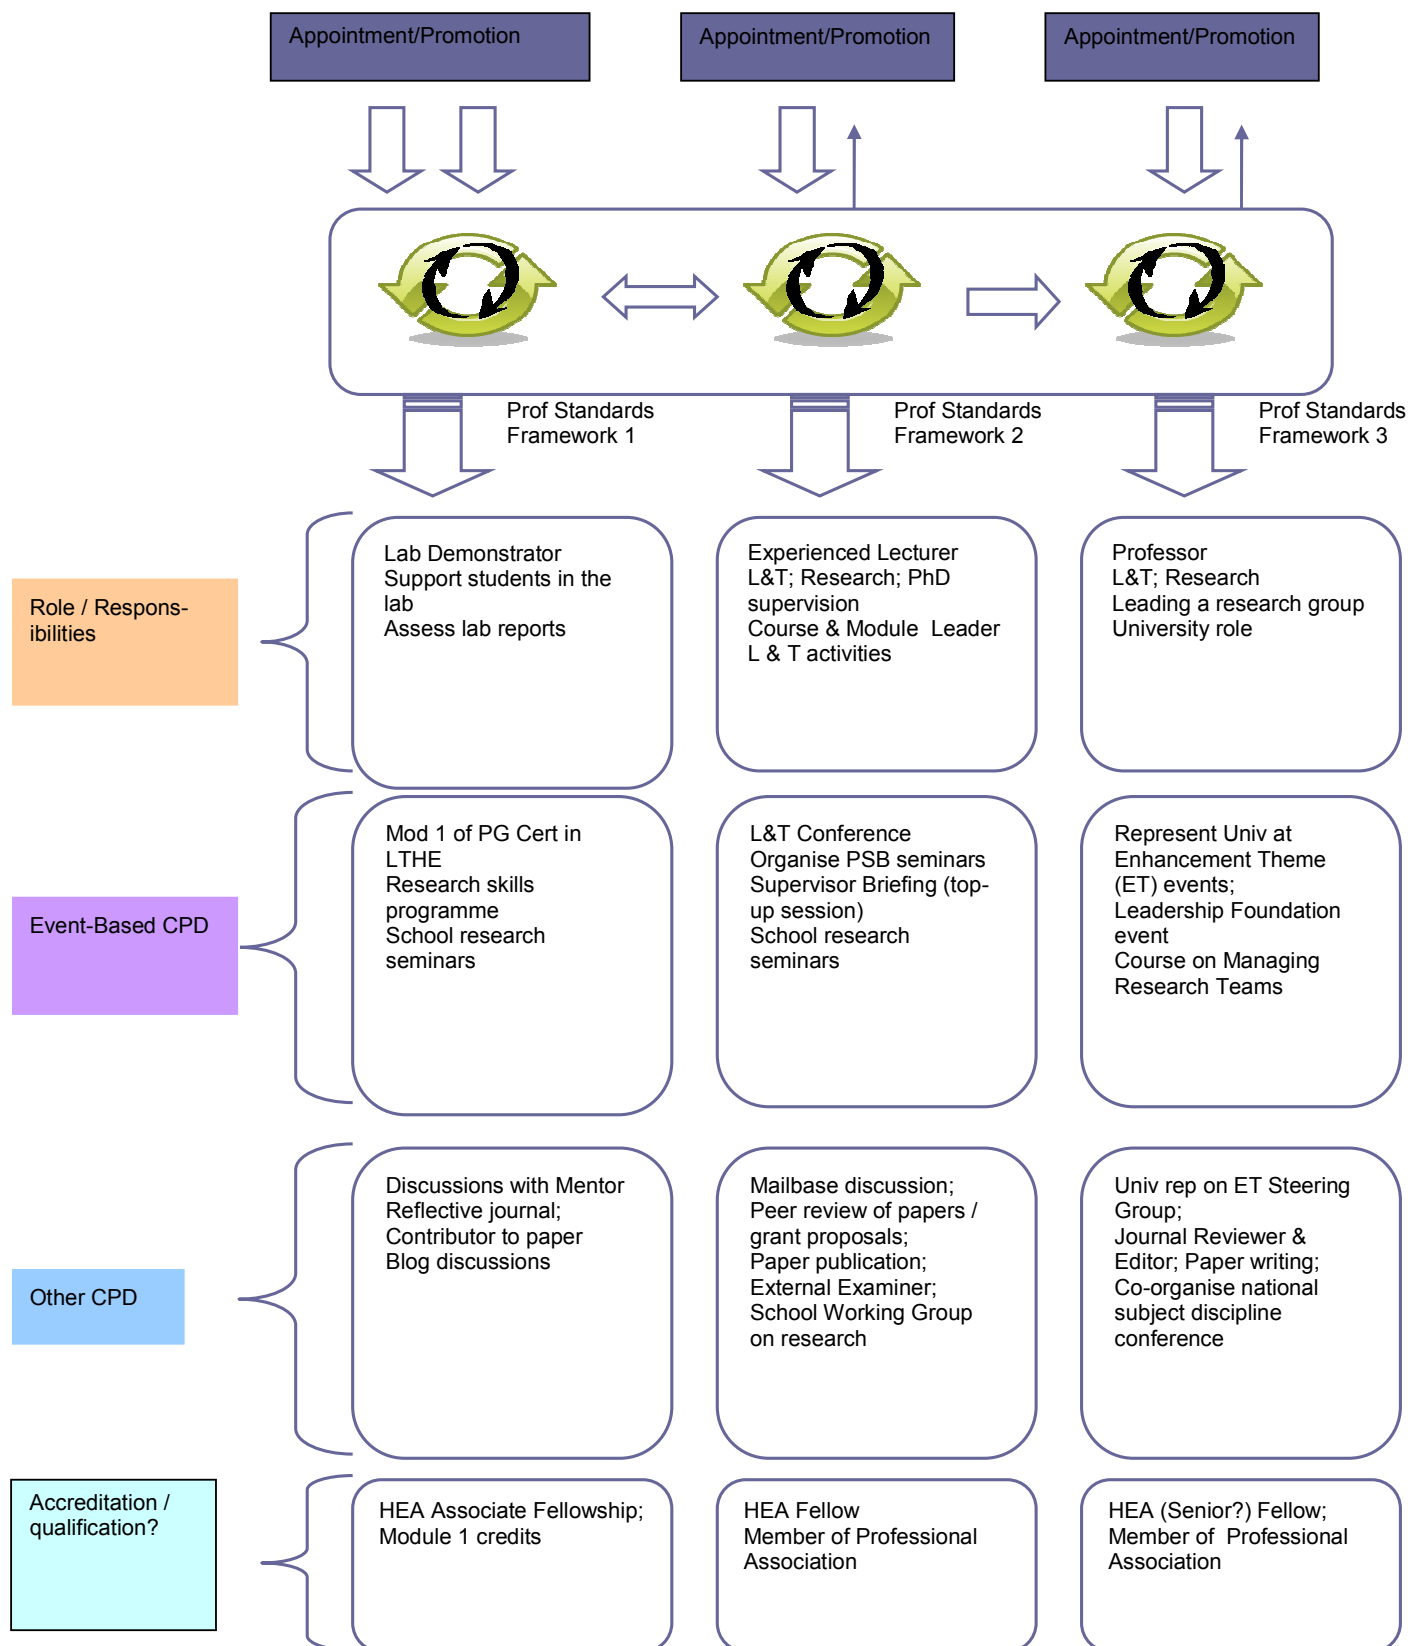 Appointment/Promotion
Appointment/Promotion
Appointment/Promotion
Prof Standards
Framework 1
Prof Standards
Framework 2
Prof Standards
Framework 3
Role / Respons-
ibilities
Lab Demonstrator
Support students in the
lab
Assess lab reports
Experienced Lecturer
L&T; Research; PhD
supervision
Course & Module Leader
L & T activities
Professor
L&T; Research
Leading a research group
University role
Event-Based CPD
Mod 1 of PG Cert in
LTHE
Research skills
programme
School research
seminars
L&T Conference
Organise PSB seminars
Supervisor Briefing (top-
up session)
School research
seminars
Represent Univ at
Enhancement Theme
(ET) events;
Leadership Foundation
event
Course on Managing
Research Teams
Other CPD
Discussions with Mentor
Reflective journal;
Contributor to paper
Blog discussions
Mailbase discussion;
Peer review of papers /
grant proposals;
Paper publication;
External Examiner;
School Working Group
on research
Univ rep on ET Steering
Group;
Journal Reviewer &
Editor; Paper writing;
Co-organise national
subject discipline
conference
Accreditation /
qualification?
HEA Associate Fellowship;
Module 1 credits
HEA Fellow
Member of Professional
Association
HEA (Senior?) Fellow;
Member of Professional
Association